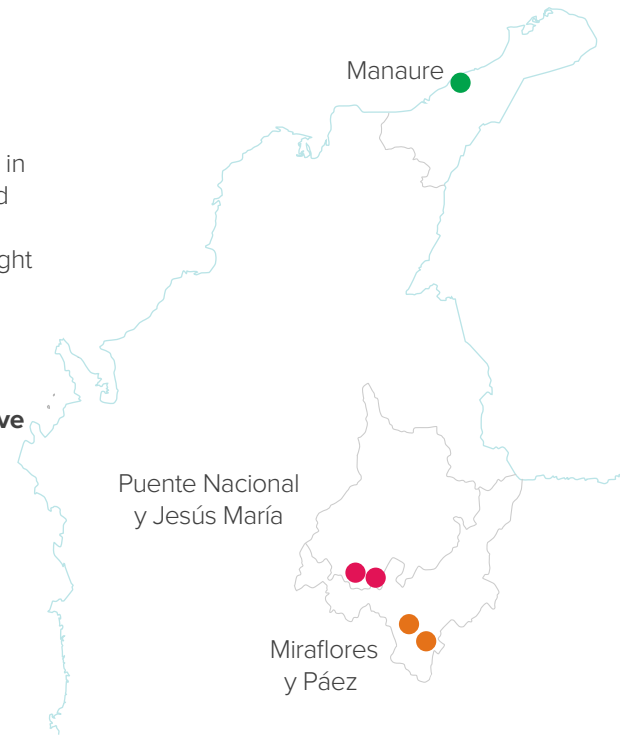 Manaure
in
d
ght
ve
Puente Nacional
y Jesús María
Miraflores
y Páez